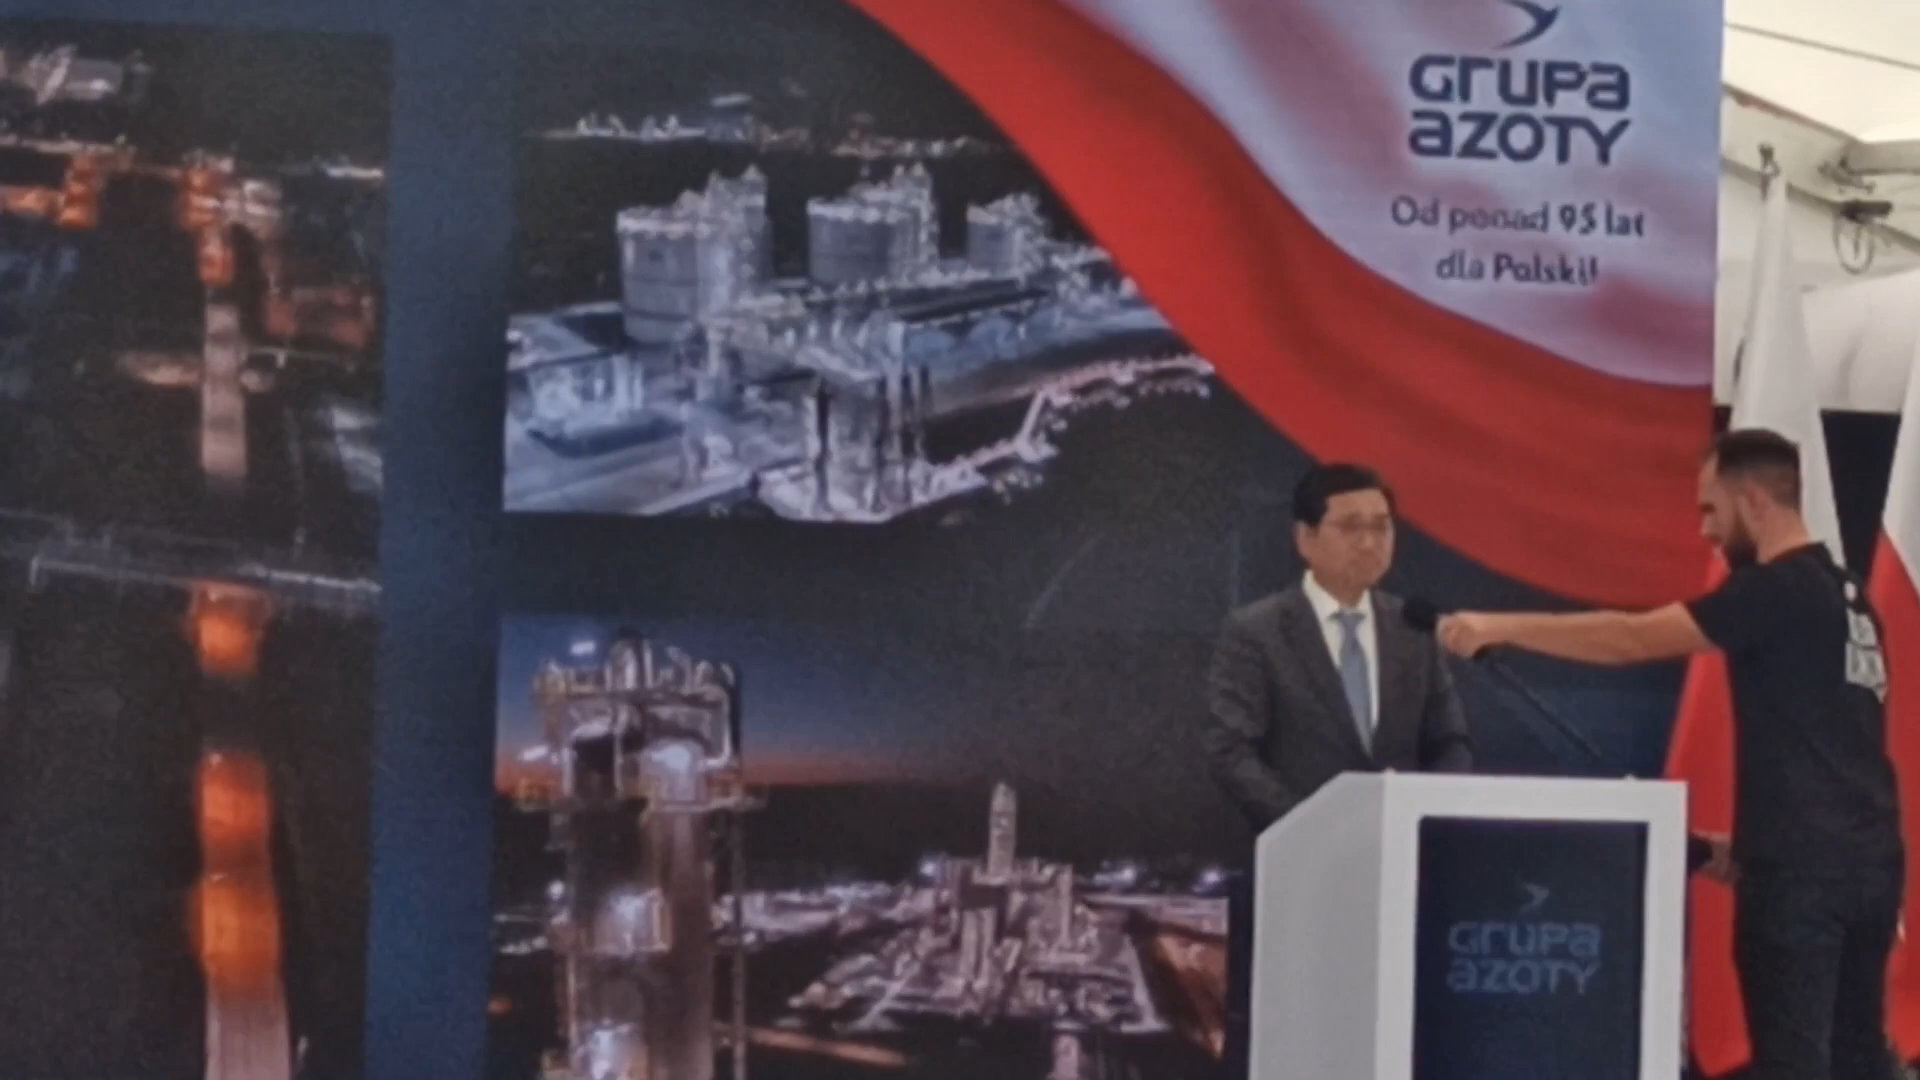 GRUPA
AZOTY
Od ponad 95 lat
dla Polski!
GRUPA
AZOTY